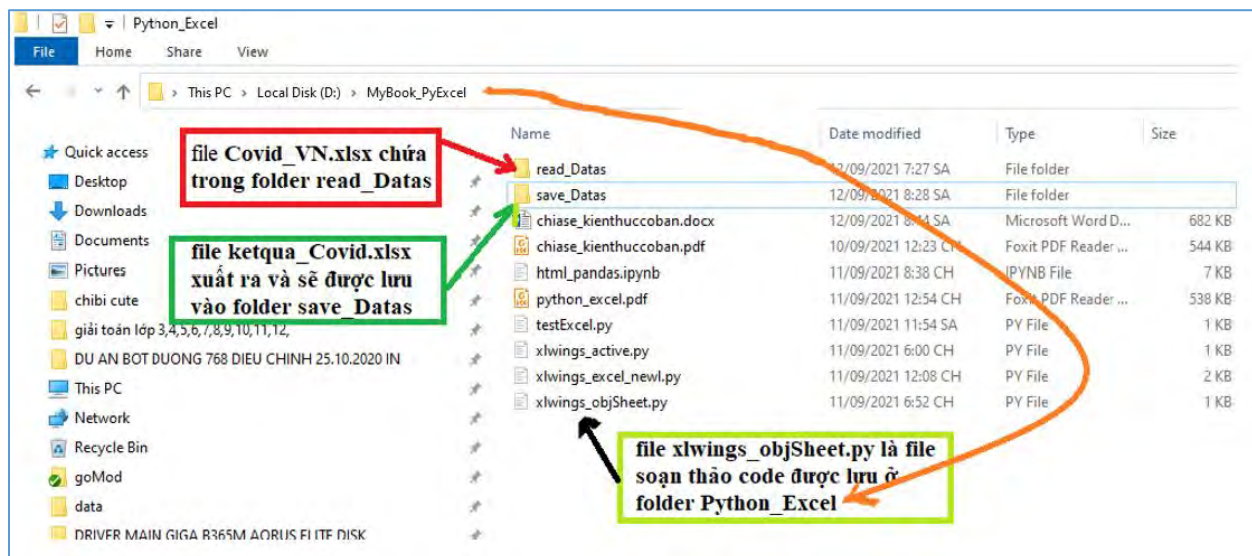 Python_Excel
File Home Share View
This PC > Local Disk (D:) > MyBook_PyExcel
Name Date modified Type Size
Quick access
Desktop
Downloads
Documents
Pictures
chibi cute
giải toán lớp 3,4,5,6,7,8,9,10,11,12,
DU AN BOT DUONG 768 DIEU CHINH 25.10.2020 IN
This PC
Network
Recycle Bin
goMod
data
DRIVER MAIN GIGA B365M AORUS ELITE DISK
file Covid_VN.xlsx chứa
trong folder read_Datas
file ketqua_Covid.xlsx
xuất ra và sẽ được lưu
vào folder save_Datas
read_Datas 12/09/2021 7:27 SA File folder
save_Datas 12/09/2021 8:28 SA File folder
chiase_kienthuccoban.docx 12/09/2021 8:44 SA Microsoft Word D... 682 KB
chiase_kienthuccoban.pdf 10/09/2021 12:23 CH Foxit PDF Reader ... 544 KB
html_pandas.ipynb 11/09/2021 8:38 CH IPYNB File 7 KB
python_excel.pdf 11/09/2021 12:54 CH Foxit PDF Reader ... 538 KB
testExcel.py 11/09/2021 11:54 SA PY File 1 KB
xlwings_active.py 11/09/2021 6:00 CH PY File 1 KB
xlwings_excel_newl.py 11/09/2021 12:08 CH PY File 2 KB
xlwings_objSheet.py 11/09/2021 6:52 CH PY File 1 KB
file xlwings_objSheet.py là file
soạn thảo code được lưu ở
folder Python_Excel